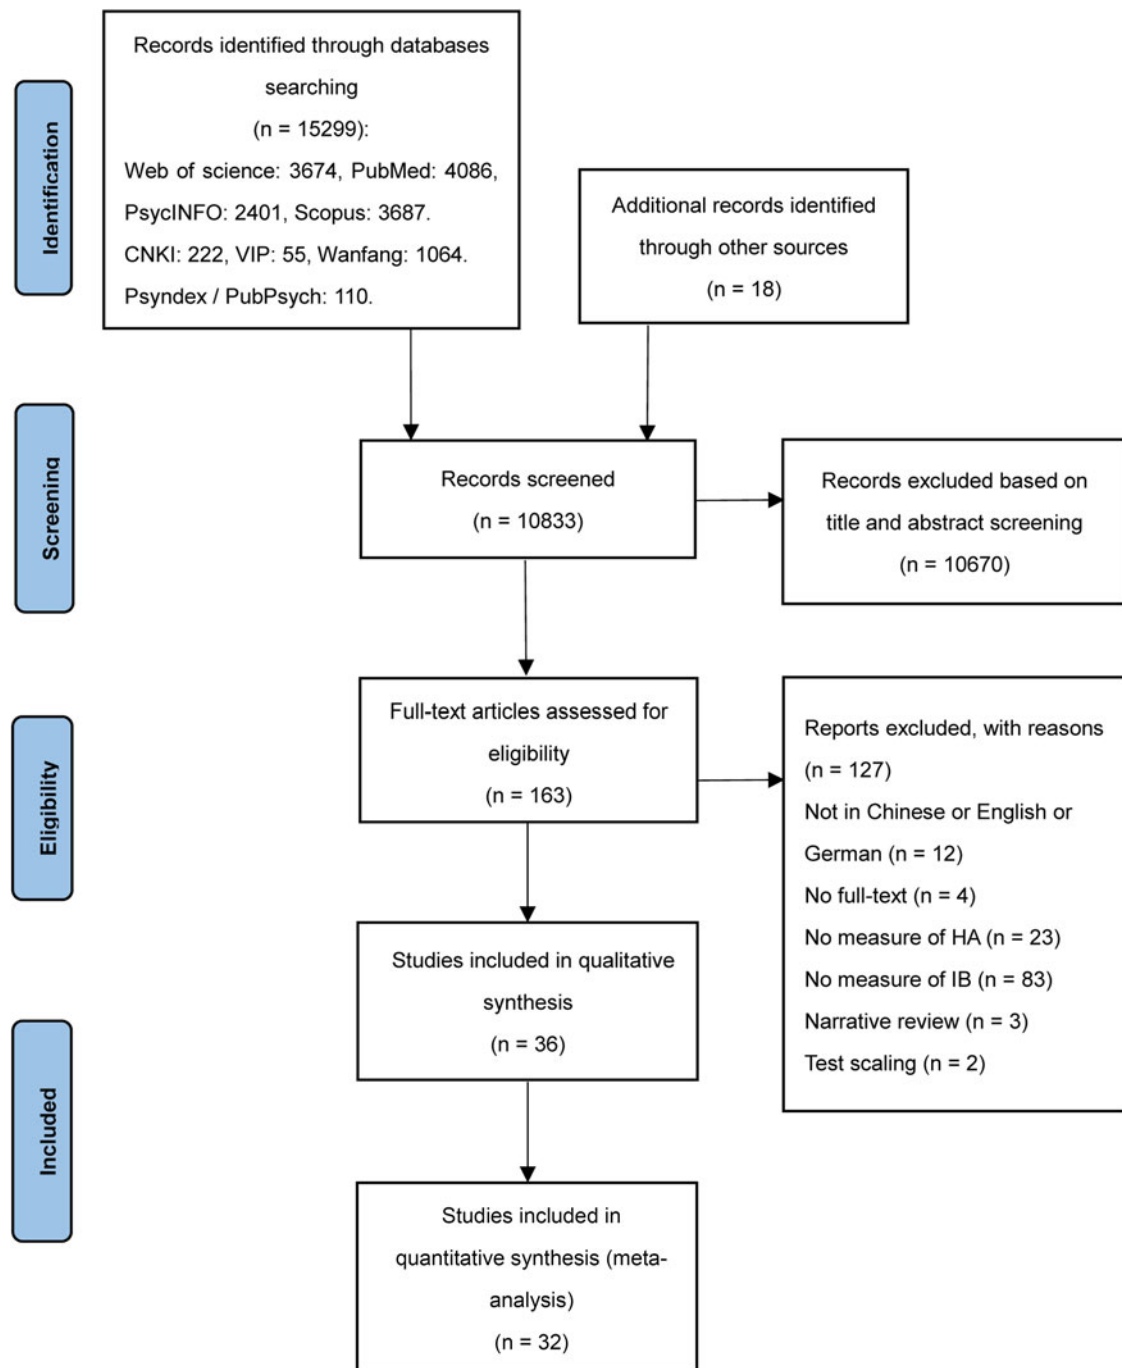 Identification
Records identified through databases
searching
(n = 15299):
Web of science: 3674, PubMed: 4086,
PsycINFO: 2401, Scopus: 3687.
CNKI: 222, VIP: 55, Wanfang: 1064.
Psyndex / PubPsych: 110.
Additional records identified
through other sources
(n = 18)
Screening
Records screened
(n = 10833)
Records excluded based on
title and abstract screening
(n = 10670)
Eligibility
Full-text articles assessed for
eligibility
(n = 163)
Reports excluded, with reasons
(n = 127)
Not in Chinese or English or
German (n = 12)
No full-text (n = 4)
No measure of HA (n = 23)
No measure of IB (n = 83)
Narrative review (n = 3)
Test scaling (n = 2)
Studies included in qualitative
synthesis
(n = 36)
Included
Studies included in
quantitative synthesis (meta-
analysis)
(n = 32)